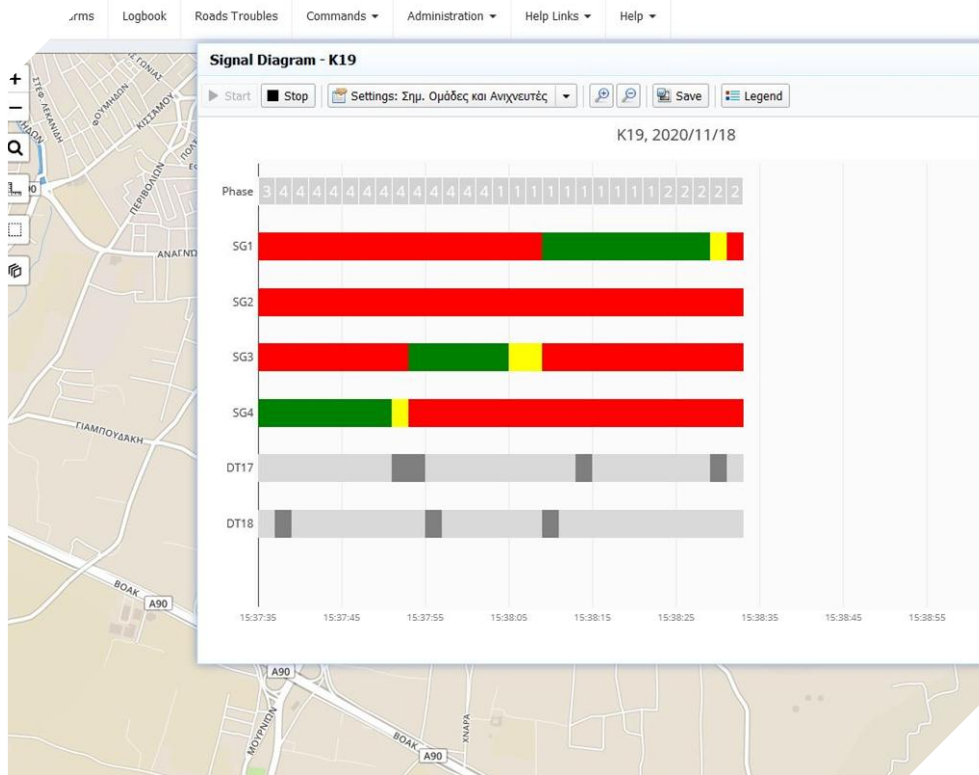 Logbook Roads Troubles Commands Administration Help Links Help
Signal Diagram - K19
Start Stop Settings: Σημ. Ομάδες και Ανιχνευτές Save Legend
K19, 2020/11/18
Phase 3 4 4 4 4 4 4 4 4 4 4 4 4 4 1 1 1 1 1 1 1 1 1 1 2 2 2 2 2
SG1
SG2
SG3
SG4
DT17
DT18
15:37:35 15:37:45 15:37:55 15:38:05 15:38:15 15:38:25 15:38:35 15:38:45 15:38:55
ΣΤΕΦ. ΛΕΚΑΝΙΔΗ
ΦΟΥΜΗΔΩΝ
ΚΙΣΣΑΜΟΥ
ΠΕΡΙΒΟΛΙΩΝ
ΓΙΑΜΠΟΥΔΑΚΗ
ΒΟΑΚ
A90
A90
ΜΟΥΡΝΙΩΝ
ΧΝΑΡΑ
ΒΟΑΚ
A90